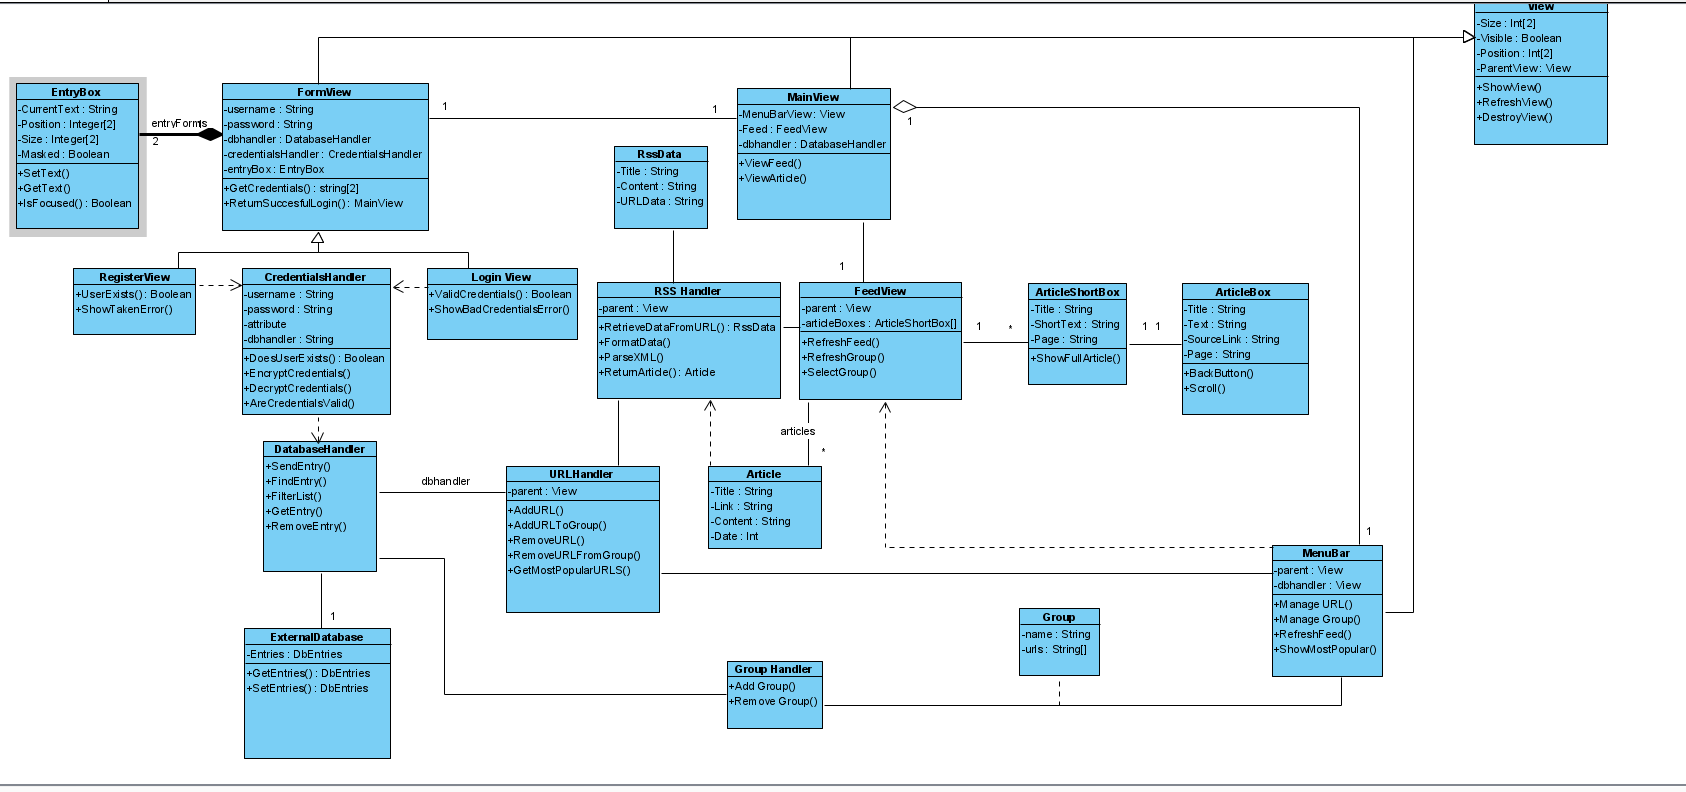 View
-Size : Int[2]
-Visible : Boolean
-Position : Int[2]
-ParentView : View
+ShowView()
+RefreshView()
+DestroyView()
EntryBox
-CurrentText : String
-Position : Integer[2]
-Size : Integer[2]
-Masked : Boolean
+SetText()
+GetText()
+IsFocused() : Boolean
entryForms
2
FormView
-username : String
-password : String
-dbhandler : DatabaseHandler
-credentialsHandler : CredentialsHandler
-entryBox : EntryBox
+GetCredentials() : string[2]
+ReturnSuccesfulLogin() : MainView
1
1
MainView
-MenuBarView : View
-Feed : FeedView
-dbhandler : DatabaseHandler
+ViewFeed()
+ViewArticle()
1
RssData
-Title : String
-Content : String
-URLData : String
RegisterView
+UserExists() : Boolean
+ShowTakenError()
CredentialsHandler
-username : String
-password : String
-attribute
-dbhandler : String
+DoesUserExists() : Boolean
+EncryptCredentials()
+DecryptCredentials()
+AreCredentialsValid()
Login View
+ValidCredentials() : Boolean
+ShowBadCredentialsError()
RSS Handler
-parent : View
+RetrieveDataFromURL() : RssData
+FormatData()
+ParseXML()
+ReturnArticle() : Article
1
FeedView
-parent : View
-articleBoxes : ArticleShortBox[]
+RefreshFeed()
+RefreshGroup()
+SelectGroup()
1
*
ArticleShortBox
-Title : String
-ShortText : String
-Page : String
+ShowFullArticle()
1 1
ArticleBox
-Title : String
-Text : String
-SourceLink : String
-Page : String
+BackButton()
+Scroll()
articles
*
DatabaseHandler
+SendEntry()
+FindEntry()
+FilterList()
+GetEntry()
+RemoveEntry()
dbhandler
URLHandler
-parent : View
+AddURL()
+AddURLToGroup()
+RemoveURL()
+RemoveURLFromGroup()
+GetMostPopularURLS()
Article
-Title : String
-Link : String
-Content : String
-Date : Int
1
MenuBar
-parent : View
-dbhandler : View
+Manage URL()
+Manage Group()
+RefreshFeed()
+ShowMostPopular()
1
ExternalDatabase
-Entries : DbEntries
+GetEntries() : DbEntries
+SetEntries() : DbEntries
Group
-name : String
-urls : String[]
Group Handler
+Add Group()
+Remove Group()